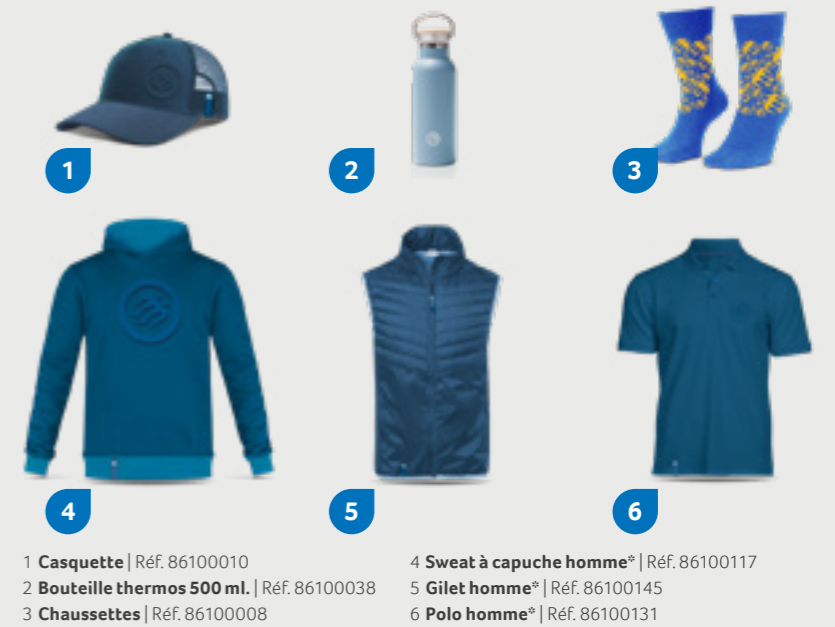 1
2
3
4
5
6
1 Casquette | Réf. 86100010
2 Bouteille thermos 500 ml. | Réf. 86100038
3 Chaussettes | Réf. 86100008
4 Sweat à capuche homme* | Réf. 86100117
5 Gilet homme* | Réf. 86100145
6 Polo homme* | Réf. 86100131